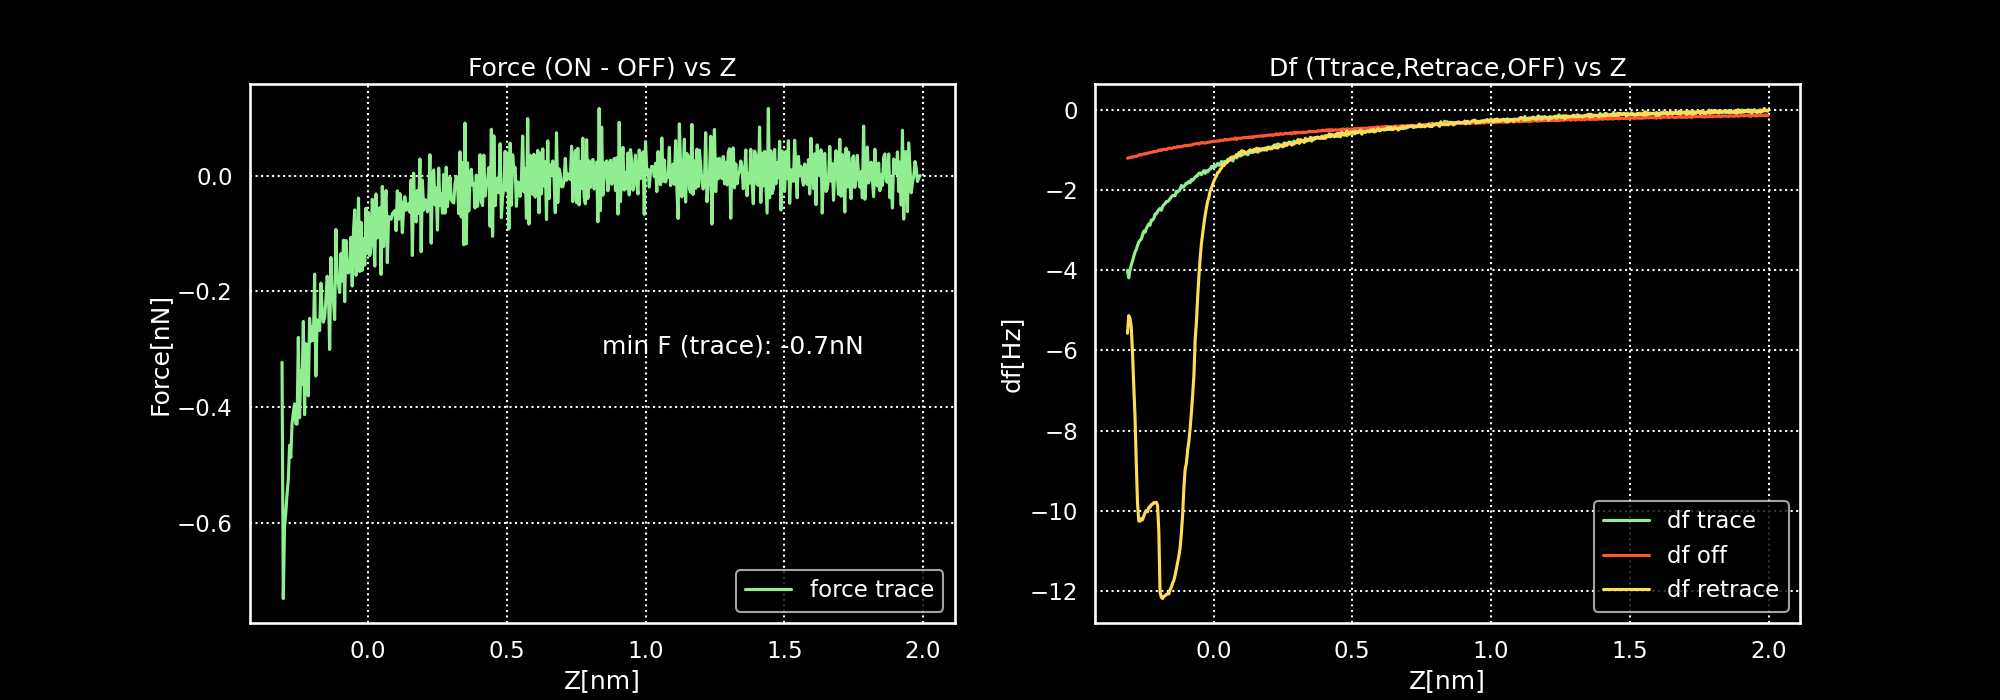 Force (ON - OFF) vs Z
0.0
−0.2
−0.4
−0.6
Force[nN]
min F (trace): -0.7nN
force trace
0.0 0.5 1.0 1.5 2.0
Z[nm]
Df (Ttrace,Retrace,OFF) vs Z
0
−2
−4
−6
−8
−10
−12
df[Hz]
df trace
df off
df retrace
0.0 0.5 1.0 1.5 2.0
Z[nm]